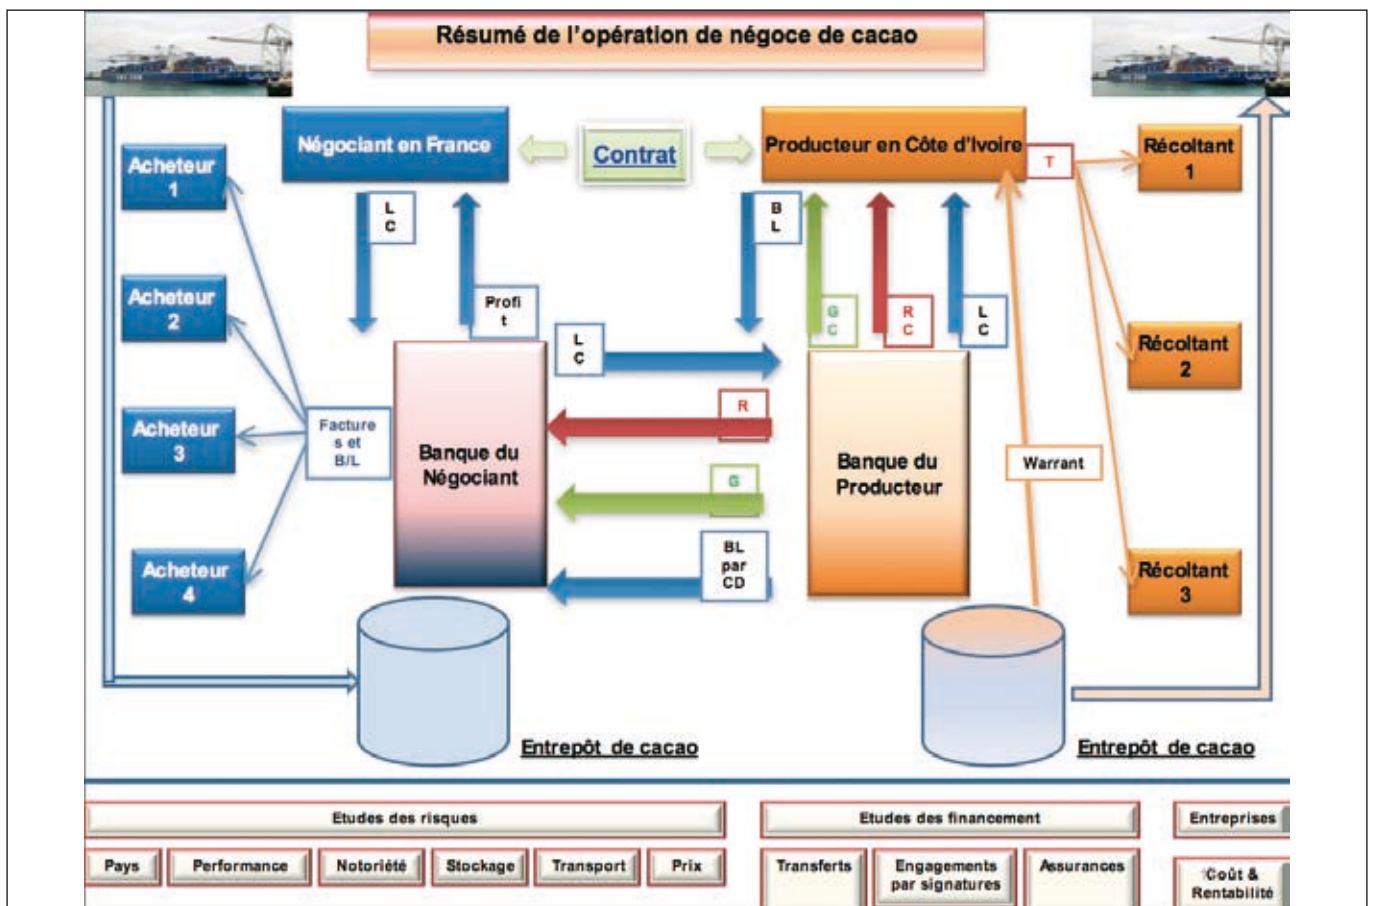 Résumé de l'opération de négoce de cacao
Négociant en France
Contrat
Producteur en Côte d'Ivoire
T
Récoltant
1
Acheteur
1
L
C
B
L
Acheteur
2
Profi
t
G
C
R
C
L
C
L
C
Récoltant
2
R
Acheteur
3
Facture
s et
B/L
Banque du
Négociant
Banque du
Producteur
Warrant
G
BL
par
CD
Acheteur
4
Récoltant
3
Entrepôt de cacao
Entrepôt de cacao
Etudes des risques
Etudes des financement
Entreprises
Pays
Performance
Notoriété
Stockage
Transport
Prix
Transferts
Engagements
par signatures
Assurances
Coût &
Rentabilité